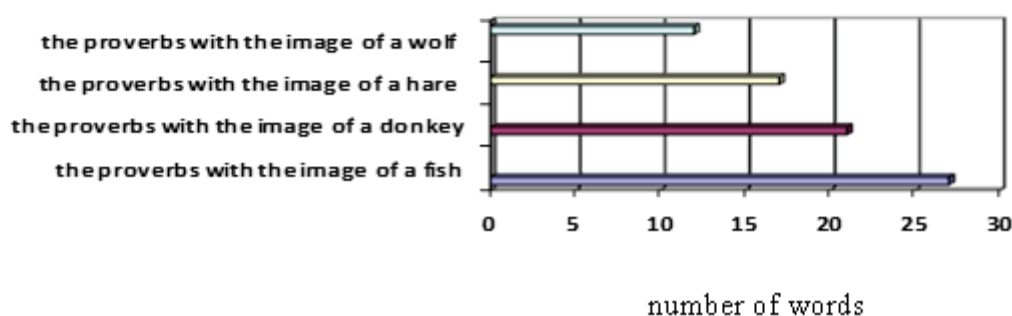 the proverbs with the image of a wolf
the proverbs with the image of a hare
the proverbs with the image of a donkey
the proverbs with the image of a fish
0 5 10 15 20 25 30
number of words